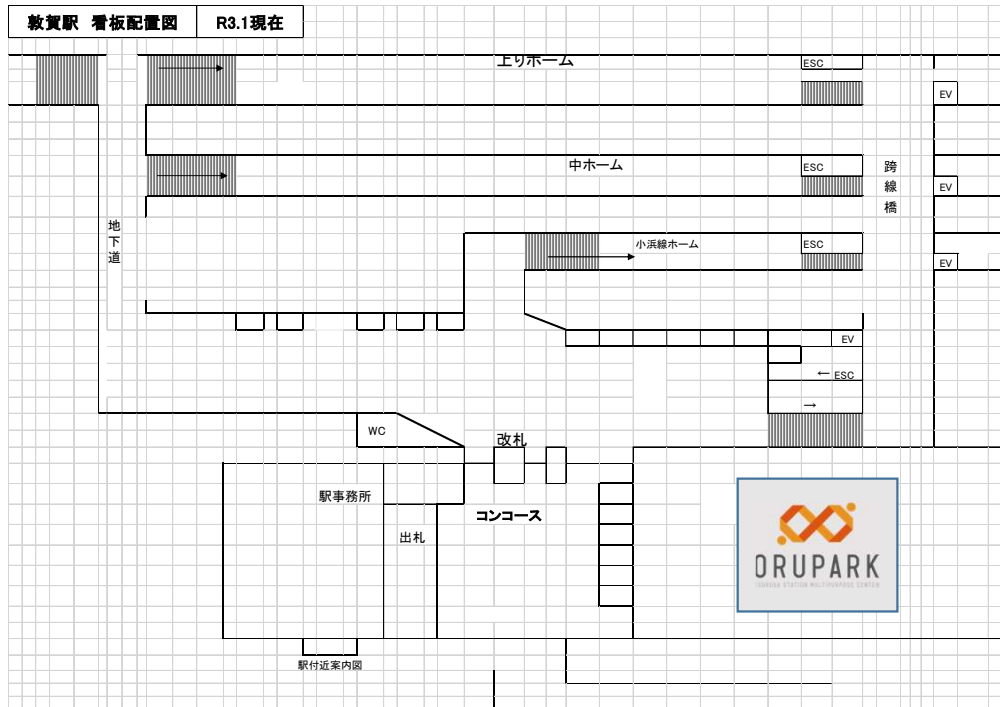 敦賀駅 看板配置図 R3.1現在
上りホーム
ESC
EV
中ホーム
ESC
跨線橋
EV
地下道
小浜線ホーム
ESC
EV
EV
← ESC
→
WC
改札
駅事務所
コンコース
出札
ORUPARK
TSURUGA STATION MULTIPURPOSE CENTER
駅付近案内図